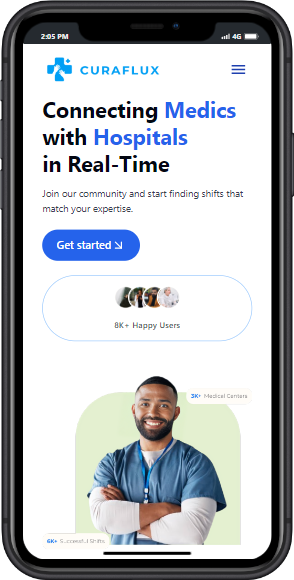 2:05 PM 4G
CURAFLUX
Connecting Medics
with Hospitals
in Real-Time
Join our community and start finding shifts that
match your expertise.
Get started
8K+ Happy Users
3K+ Medical Centers
6K+ Successful Shifts